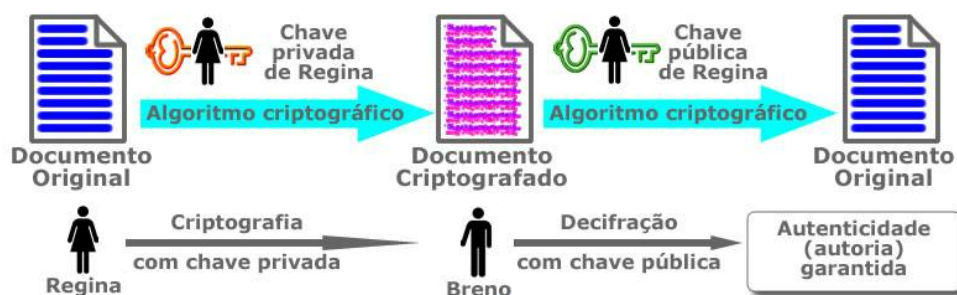 Chave
privada
de Regina
Chave
pública
de Regina
Algoritmo criptográfico
Algoritmo criptográfico
Documento
Original
Documento
Criptografado
Documento
Original
Criptografia
com chave privada
Decifração
com chave pública
Autenticidade
(autoria)
garantida
Regina
Breno